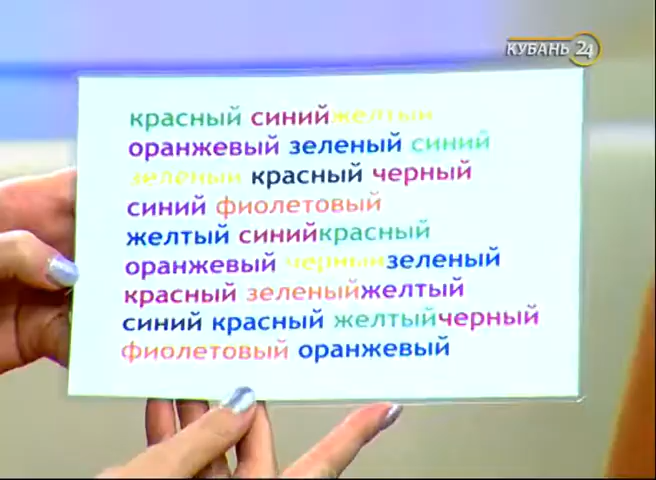 КУБАНЬ 24
красный синий желтый
оранжевый зеленый синий
зеленый красный черный
синий фиолетовый
желтый синий красный
оранжевый черный зеленый
красный зеленый желтый
синий красный желтый черный
фиолетовый оранжевый